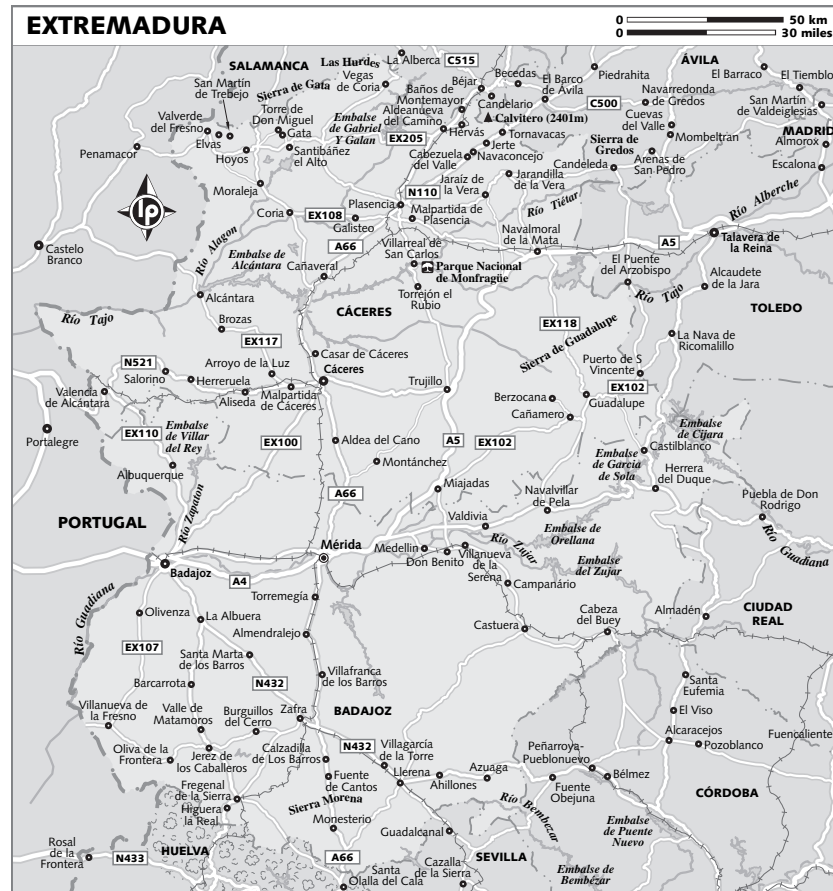 EXTREMADURA
0 50 km
0 30 miles
SALAMANCA
Las Hurdes
La Alberca
C515
ÁVILA
San Martín
de Trebejo
Sierra de Gata
Vegas
de Coria
Béjar
Becedas
El Barco
de Ávila
Piedrahita
El Barraco
El Tiemblo
Baños de
Montemayor
Candelario
C500
Navarredonda
de Gredos
San Martín de
Valdeiglesias
Valverde
del Fresno
Torre de
Don Miguel
Embalse
de Gabriel
Y Galan
Aldeanueva
del Camino
Calvitero (2401m)
Cuevas
del Valle
Mombeltran
MADRID
Elvas
Gata
EX205
Hervás
Tornavacas
Sierra de
Gredos
Almorox
Penamacor
Hoyos
Santibáñez
el Alto
Cabezuela
del Valle
Jerte
Navaconcejo
Candeleda
Arenas de
San Pedro
Escalona
Moraleja
Jaraíz de
la Vera
Jarandilla
de la Vera
N110
Río Tiétar
Río Alberche
Coria
EX108
Plasencia
Galisteo
Malpartida de
Plasencia
Río Alagon
A66
Navalmoral
de la Mata
A5
Talavera de
la Reina
Castelo
Branco
Embalse de
Alcántara
Cañaveral
Villarreal de
San Carlos
Parque Nacional
de Monfragüe
El Puente
del Arzobispo
Alcaudete
de la Jara
Río Tajo
Alcántara
Torrejón el
Rubio
TOLEDO
Río Tajo
Brozas
CÁCERES
EX118
Sierra de Guadalupe
La Nava de
Ricomalillo
EX117
N521
Salorino
Arroyo de la Luz
Casar de Cáceres
Cáceres
Puerto de S
Vicente
Valencia
de Alcántara
Herreruela
Aliseda
Malpartida
de Cáceres
Trujillo
EX102
Berzocana
Guadalupe
Cañamero
Portalegre
EX110
Embalse
de Villar
del Rey
EX100
Aldea del Cano
A5
EX102
Embalse
de Cijara
Castilblanco
Embalse
de Garcia
de Sola
Montánchez
Albuquerque
Herrera
del Duque
A66
Miajadas
Navalvillar
de Pela
Puebla de Don
Rodrigo
PORTUGAL
Río Zapaton
Valdivia
Embalse de
Orellana
Río Guadiana
Mérida
Medellin
Río Zujar
Badajoz
Don Benito
Villanueva
de la
Serena
Embalse
del Zujar
A4
Campanário
Torremegía
Río Guadiana
Olivenza
La Albuera
Castuera
Cabeza
del Buey
Almadén
CIUDAD
REAL
Almendralejo
EX107
Santa Marta
de los Barros
Villafranca
de los Barros
Santa
Eufemia
Barcarrota
N432
BADAJOZ
El Viso
Villanueva de
la Fresno
Valle de
Matamoros
Burguillos
del Cerro
Zafra
Alcaracejos
Pozoblanco
Fuencaliente
Oliva de la
Frontera
Jerez de
los Caballeros
Calzadilla
de Los Barros
N432
Villagarcía
de la Torre
Azuaga
Peñarroya-
Pueblonuevo
Bélmez
Fregenal
de la Sierra
Fuente
de Cantos
Llerena
Ahillones
Fuente
Obejuna
CÓRDOBA
Higuera
la Real
Sierra Morena
Río Bembezar
Monesterio
Guadalcanal
Embalse
de Puente
Nuevo
Rosal
de la
Frontera
N433
HUELVA
A66
Santa
Olalla del Cala
Cazalla
de la Sierra
SEVILLA
Embalse de
Bembézar
lp